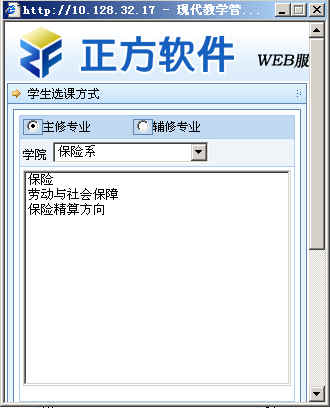 http://10.128.32.17 - 现代教学管...
正方软件 WEB服
学生选课方式
主修专业 辅修专业
学院 保险系
保险
劳动与社会保障
保险精算方向